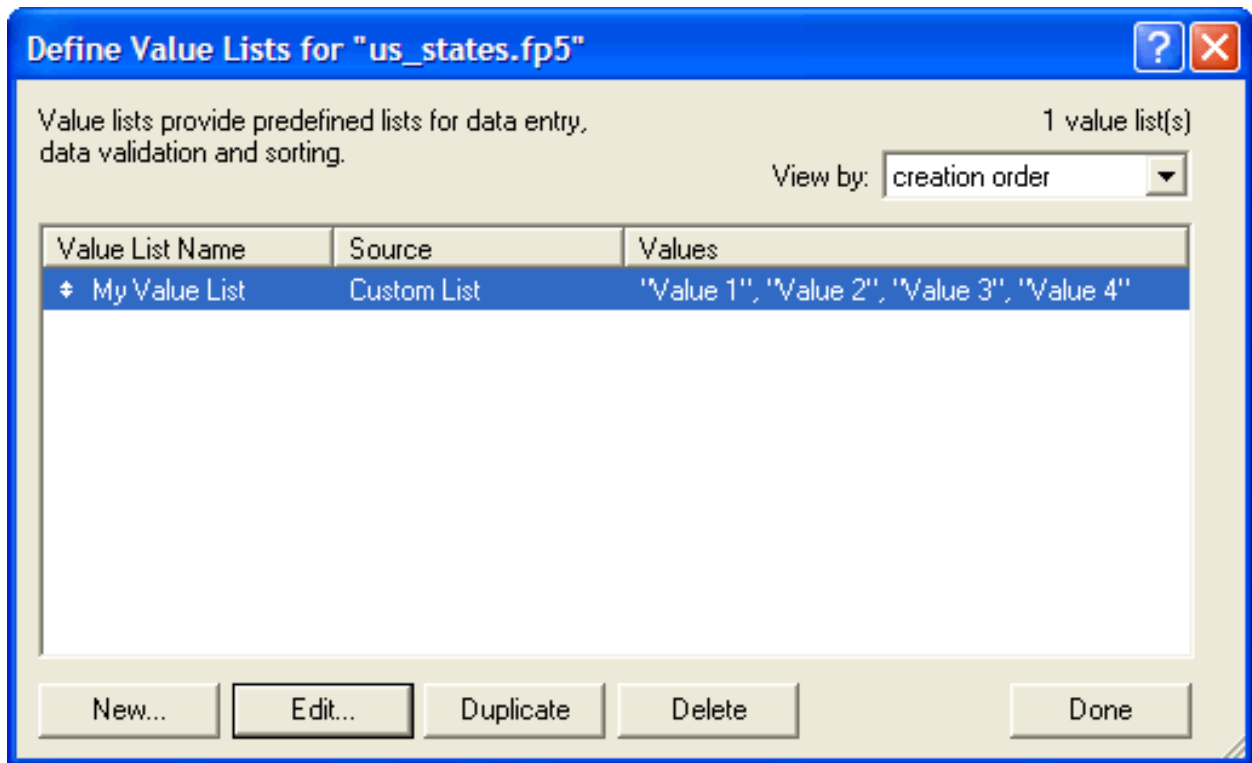 Define Value Lists for "us_states.fp5"
Value lists provide predefined lists for data entry,
data validation and sorting.
1 value list(s)
View by: creation order
Value List Name Source Values
My Value List Custom List "Value 1", "Value 2", "Value 3", "Value 4"
New... Edit... Duplicate Delete Done